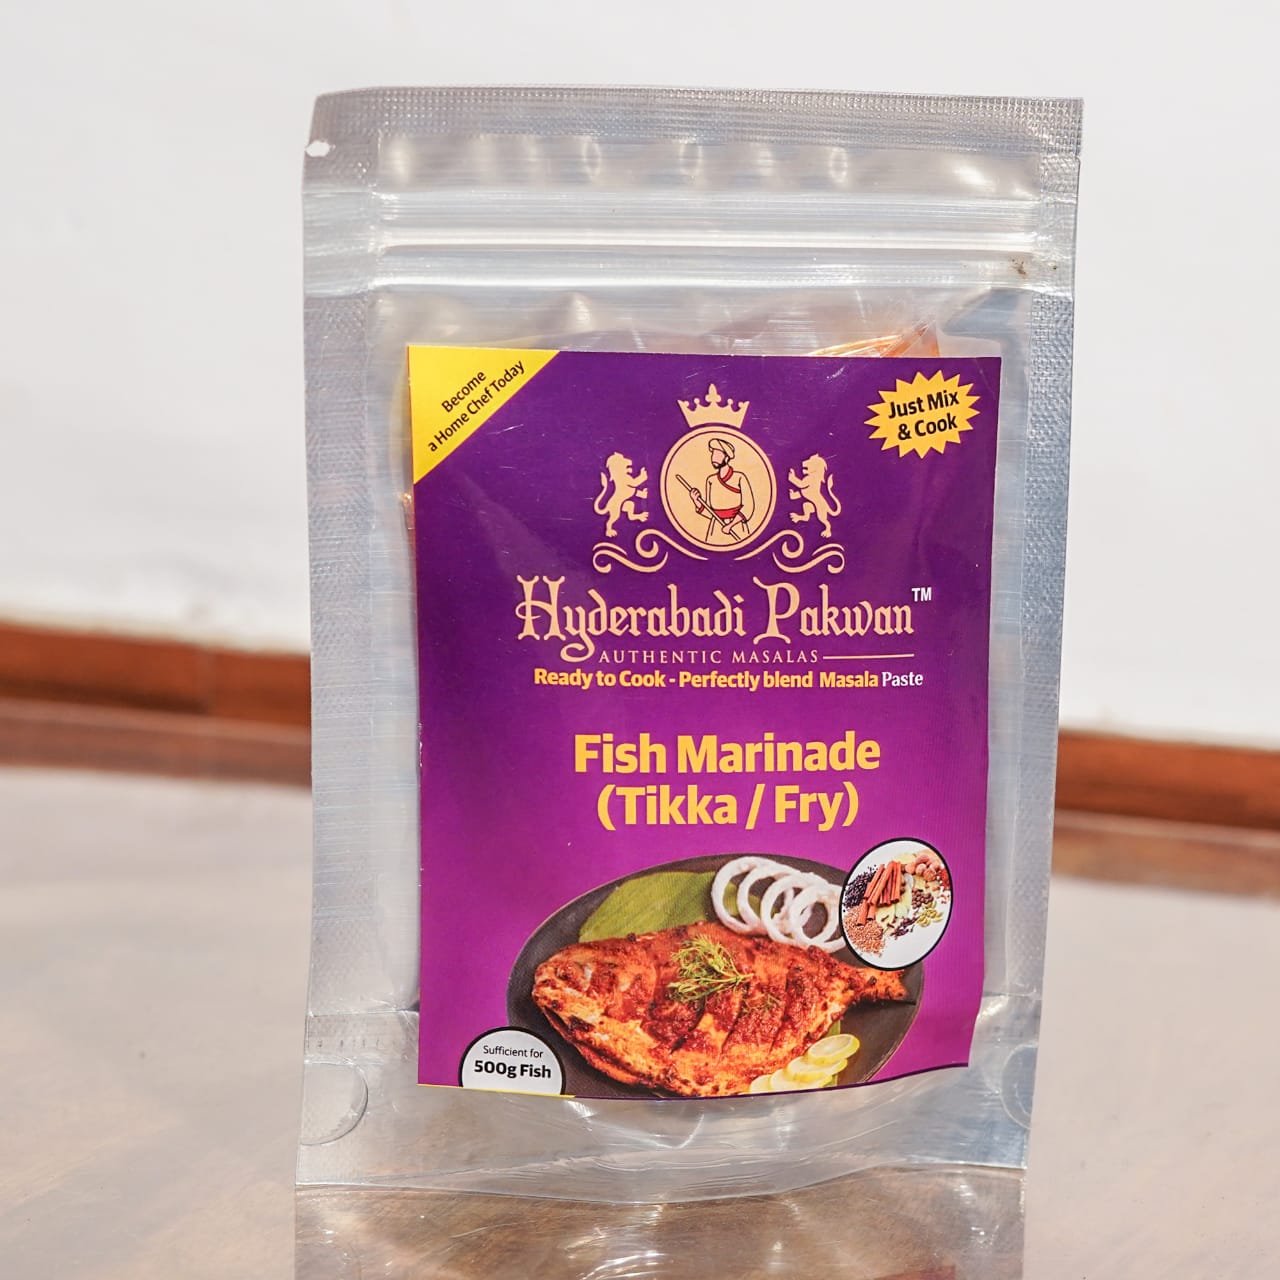 Become
a Home Chef Today
Just Mix
& Cook
Hyderabadi Pakwan™
AUTHENTIC MASALAS
Ready to Cook - Perfectly blend Masala Paste
Fish Marinade
(Tikka / Fry)
Sufficient for
500g Fish